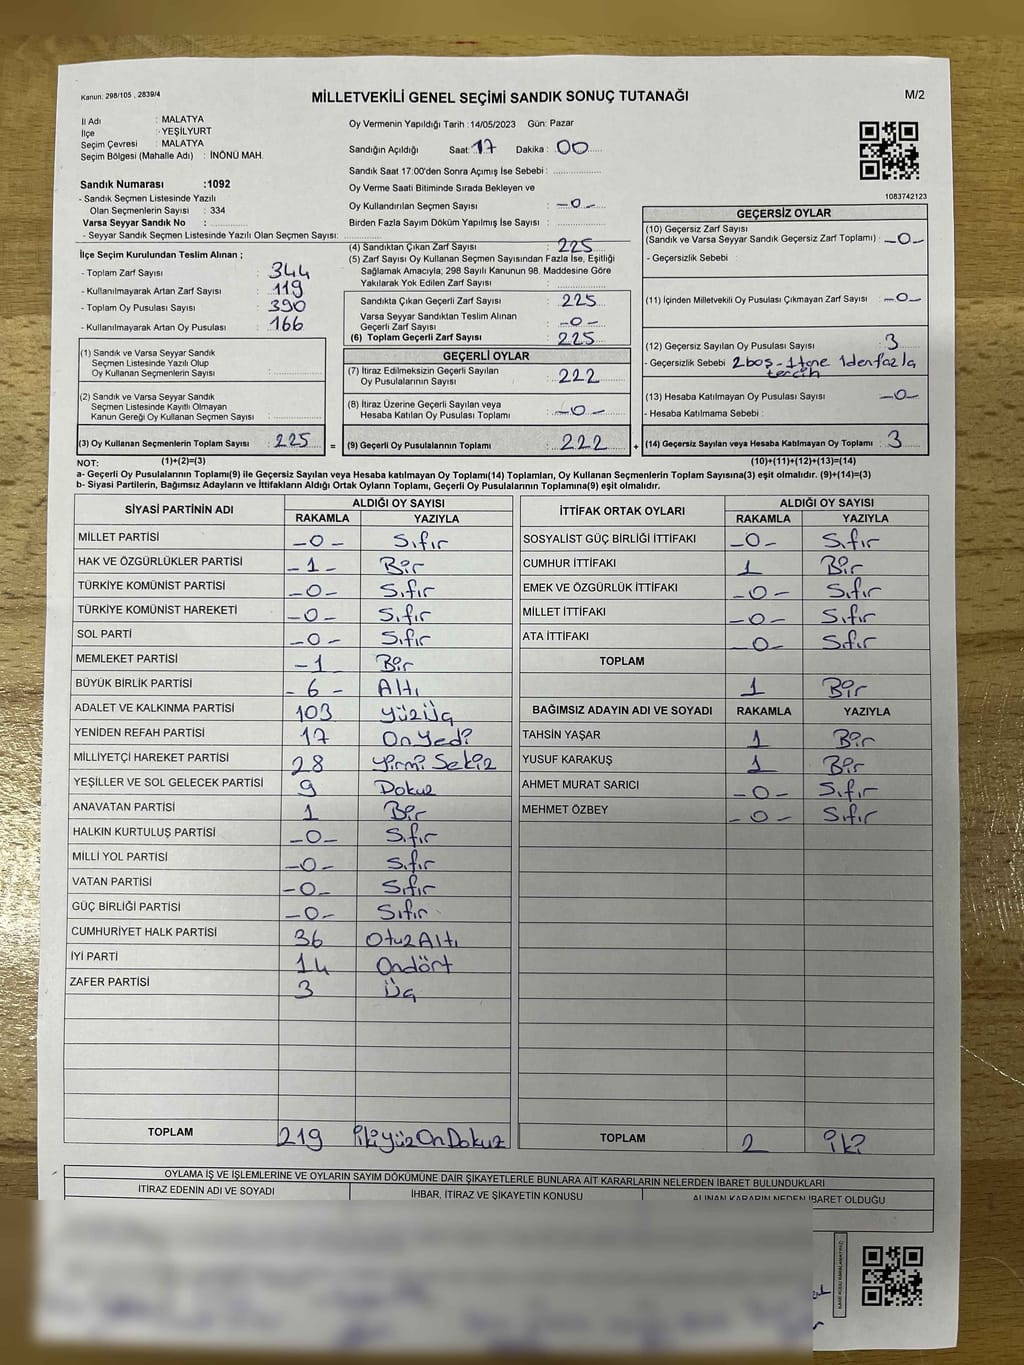 Kanun: 298/105 , 2839/4
MİLLETVEKİLİ GENEL SEÇİMİ SANDIK SONUÇ TUTANAĞI
M/2
İl Adı : MALATYA
İlçe : YEŞİLYURT
Seçim Çevresi : MALATYA
Seçim Bölgesi (Mahalle Adı) : İNÖNÜ MAH.
Sandık Numarası :1092
- Sandık Seçmen Listesinde Yazılı
Olan Seçmenlerin Sayısı : 334
Varsa Seyyar Sandık No :
- Seyyar Sandık Seçmen Listesinde Yazılı Olan Seçmen Sayısı:
İlçe Seçim Kurulundan Teslim Alınan ;
- Toplam Zarf Sayısı : 344
- Kullanılmayarak Artan Zarf Sayısı : 119
- Toplam Oy Pusulası Sayısı : 390
- Kullanılmayarak Artan Oy Pusulası : 166
(1) Sandık ve Varsa Seyyar Sandık
Seçmen Listesinde Yazılı Olup
Oy Kullanan Seçmenlerin Sayısı :
(2) Sandık ve Varsa Seyyar Sandık
Seçmen Listesinde Kayıtlı Olmayan
Kanun Gereği Oy Kullanan Seçmen Sayısı :
(3) Oy Kullanan Seçmenlerin Toplam Sayısı : 225 =
(1)+(2)=(3)
Oy Vermenin Yapıldığı Tarih :14/05/2023 Gün: Pazar
Sandığın Açıldığı Saat: 17 Dakika : 00
Sandık Saat 17:00'den Sonra Açımış İse Sebebi :
Oy Verme Saati Bitiminde Sırada Bekleyen ve
Oy Kullandırılan Seçmen Sayısı : -0-
Birden Fazla Sayım Döküm Yapılmış İse Sayısı :
(4) Sandıktan Çıkan Zarf Sayısı : 225
(5) Zarf Sayısı Oy Kullanan Seçmen Sayısından Fazla İse, Eşitliği
Sağlamak Amacıyla; 298 Sayılı Kanunun 98. Maddesine Göre
Yakılarak Yok Edilen Zarf Sayısı :
Sandıkta Çıkan Geçerli Zarf Sayısı : 225
Varsa Seyyar Sandıktan Teslim Alınan
Geçerli Zarf Sayısı : -0-
(6) Toplam Geçerli Zarf Sayısı : 225
GEÇERLİ OYLAR
(7) İtiraz Edilmeksizin Geçerli Sayılan
Oy Pusulalarının Sayısı : 222
(8) İtiraz Üzerine Geçerli Sayılan veya
Hesaba Katılan Oy Pusulası Toplamı : -0-
(9) Geçerli Oy Pusulalarının Toplamı : 222 +
1083742123
GEÇERSİZ OYLAR
(10) Geçersiz Zarf Sayısı
(Sandık ve Varsa Seyyar Sandık Geçersiz Zarf Toplamı) : -0-
- Geçersizlik Sebebi :
(11) İçinden Milletvekili Oy Pusulası Çıkmayan Zarf Sayısı : -0-
(12) Geçersiz Sayılan Oy Pusulası Sayısı : 3
- Geçersizlik Sebebi 2 boş - 1 tane 1 den fazla
tercih
(13) Hesaba Katılmayan Oy Pusulası Sayısı : -0-
- Hesaba Katılmama Sebebi :
(14) Geçersiz Sayılan veya Hesaba Katılmayan Oy Toplamı : 3
(10)+(11)+(12)+(13)=(14)
NOT:
a- Geçerli Oy Pusulalarının Toplamı(9) ile Geçersiz Sayılan veya Hesaba katılmayan Oy Toplamı(14) Toplamları, Oy Kullanan Seçmenlerin Toplam Sayısına(3) eşit olmalıdır. (9)+(14)=(3)
b- Siyasi Partilerin, Bağımsız Adayların ve İttifakların Aldığı Ortak Oyların Toplamı, Geçerli Oy Pusulalarının Toplamına(9) eşit olmalıdır.
SİYASİ PARTİNİN ADI ALDIĞI OY SAYISI
RAKAMLA YAZIYLA
MİLLET PARTİSİ -0- Sıfır
HAK VE ÖZGÜRLÜKLER PARTİSİ -1- Bir
TÜRKİYE KOMÜNİST PARTİSİ -0- Sıfır
TÜRKİYE KOMÜNİST HAREKETİ -0- Sıfır
SOL PARTİ -0- Sıfır
MEMLEKET PARTİSİ -1 Bir
BÜYÜK BİRLİK PARTİSİ -6- Altı
ADALET VE KALKINMA PARTİSİ 103 YüzÜç
YENİDEN REFAH PARTİSİ 17 OnYedi
MİLLİYETÇİ HAREKET PARTİSİ 28 Yirmi Sekiz
YEŞİLLER VE SOL GELECEK PARTİSİ 9 Dokuz
ANAVATAN PARTİSİ 1 Bir
HALKIN KURTULUŞ PARTİSİ -0- Sıfır
MİLLİ YOL PARTİSİ -0- Sıfır
VATAN PARTİSİ -0- Sıfır
GÜÇ BİRLİĞİ PARTİSİ -0- Sıfır
CUMHURİYET HALK PARTİSİ 36 OtuzAltı
İYİ PARTİ 14 Ondört
ZAFER PARTİSİ 3 Üç
TOPLAM 219 İkiyüzOnDokuz
İTTİFAK ORTAK OYLARI ALDIĞI OY SAYISI
RAKAMLA YAZIYLA
SOSYALİST GÜÇ BİRLİĞİ İTTİFAKI -0- Sıfır
CUMHUR İTTİFAKI 1 Bir
EMEK VE ÖZGÜRLÜK İTTİFAKI -0- Sıfır
MİLLET İTTİFAKI -0- Sıfır
ATA İTTİFAKI -0- Sıfır
TOPLAM 1 Bir
BAĞIMSIZ ADAYIN ADI VE SOYADI RAKAMLA YAZIYLA
TAHSİN YAŞAR 1 Bir
YUSUF KARAKUŞ 1 Bir
AHMET MURAT SARICI -0- Sıfır
MEHMET ÖZBEY -0- Sıfır
TOPLAM 2 İki
OYLAMA İŞ VE İŞLEMLERİNE VE OYLARIN SAYIM DÖKÜMÜNE DAİR ŞİKAYETLERLE BUNLARA AİT KARARLARIN NELERDEN İBARET BULUNDUKLARI
İTİRAZ EDENİN ADI VE SOYADI İHBAR, İTİRAZ VE ŞİKAYETİN KONUSU ALINAN KARARIN NEDEN İBARET OLDUĞU